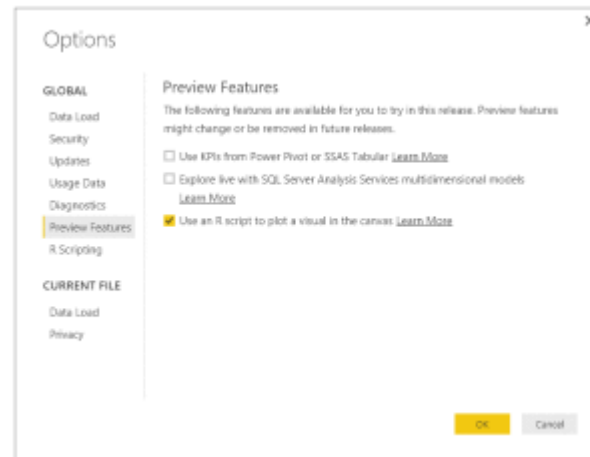 Options
GLOBAL
Data Load
Security
Updates
Usage Data
Diagnostics
Preview Features
R Scripting
CURRENT FILE
Data Load
Privacy
Preview Features
The following features are available for you to try in this release. Preview features
might change or be removed in future releases.
Use KPIs from Power Pivot or SSAS Tabular Learn More
Explore live with SQL Server Analysis Services multidimensional models
Learn More
Use an R script to plot a visual in the canvas Learn More
OK Cancel